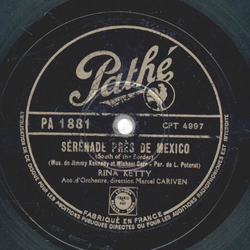 Pathé
PA 1881
CPT 4997
SÉRÉNADE PRÈS DE MEXICO
(South of the Border)
(Mus. de Jimmy Kennedy et Michael Carr - Par. de L. Poterat)
RINA KETTY
Acc. d'Orchestre, direction Marcel CARIVEN
FABRIQUÉ EN FRANCE